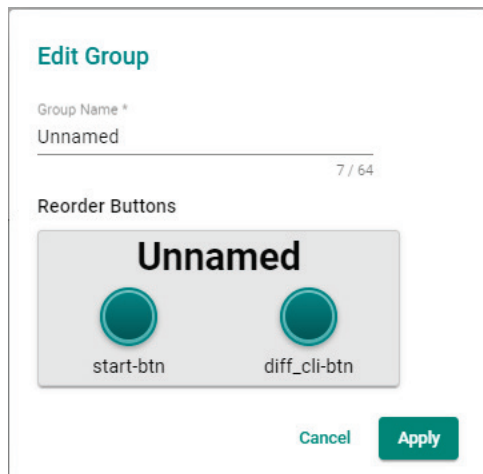 Edit Group
Group Name *
Unnamed
7 / 64
Reorder Buttons
Unnamed
start-btn diff_cli-btn
Cancel Apply